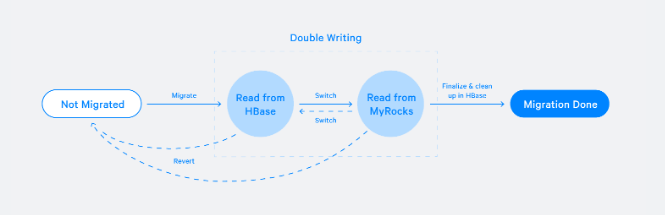 Double Writing
Not Migrated
Migrate
Read from
HBase
Switch
Switch
Read from
MyRocks
Finalize & clean
up in HBase
Migration Done
Revert